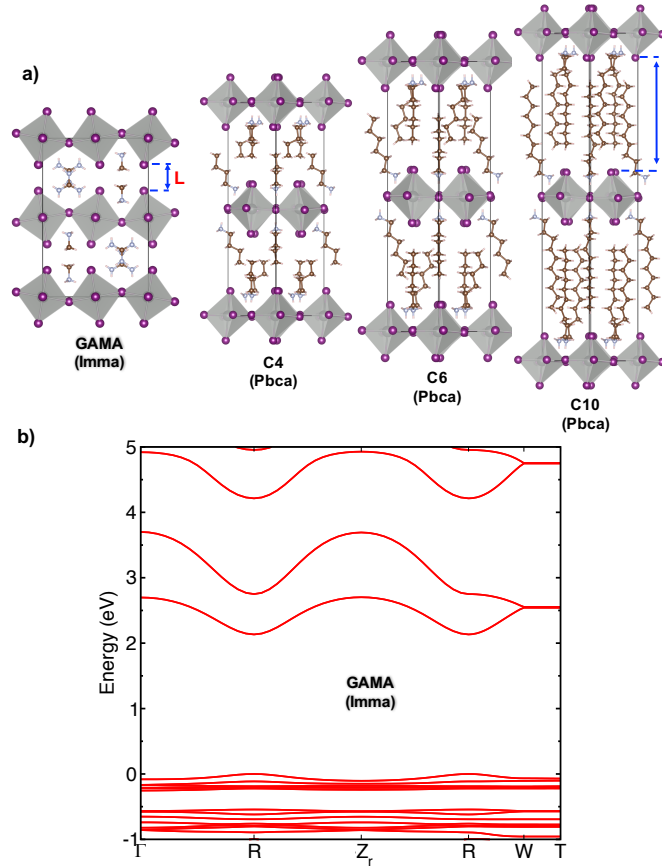 a)
L
GAMA
(Imma)
C4
(Pbca)
C6
(Pbca)
C10
(Pbca)
b)
5
4
3
2
1
0
-1
Energy (eV)
GAMA
(Imma)
Γ R Zr R W T